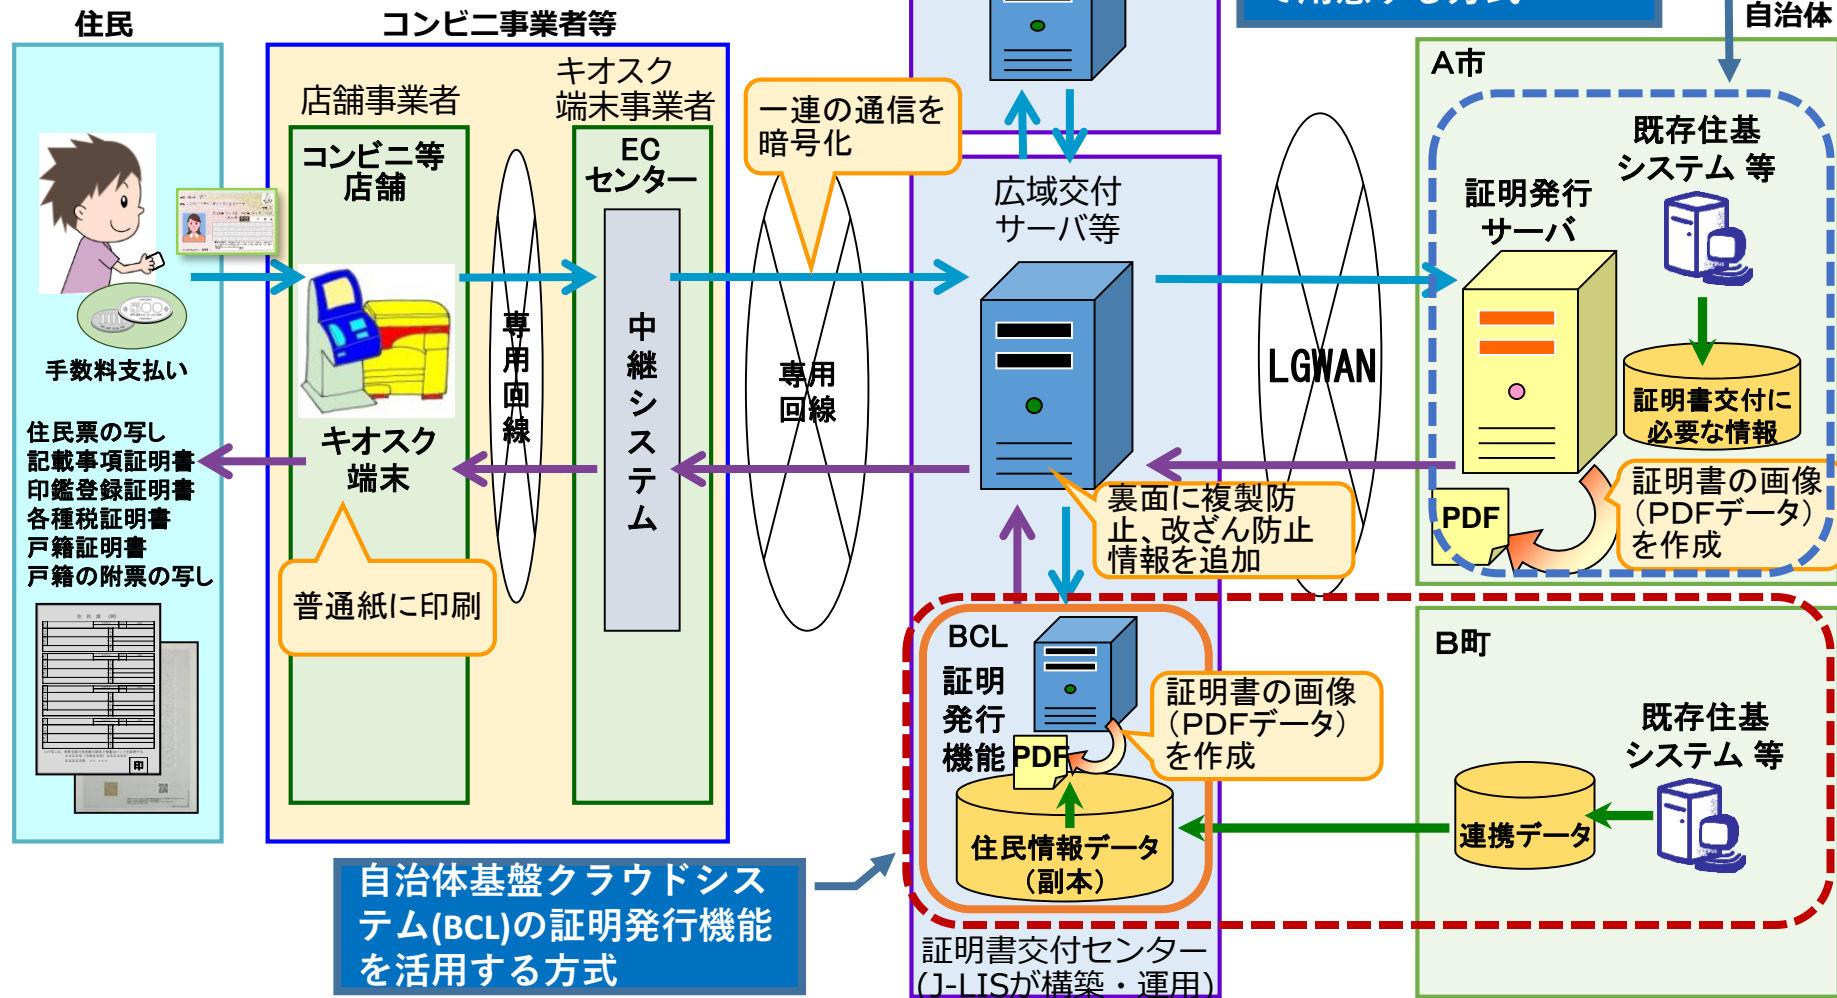 で用意する方式
自治体
住民
コンビニ事業者等
店舗事業者
キオスク
端末事業者
コンビニ等
店舗
EC
センター
一連の通信を
暗号化
広域交付
サーバ等
A市
証明発行
サーバ
既存住基
システム 等
手数料支払い
キオスク
端末
専用回線
中継システム
専用
回線
LGWAN
証明書交付に
必要な情報
住民票の写し
記載事項証明書
印鑑登録証明書
各種税証明書
戸籍証明書
戸籍の附票の写し
普通紙に印刷
裏面に複製防
止、改ざん防止
情報を追加
PDF
証明書の画像
（PDFデータ）
を作成
BCL
証明
発行
機能
PDF
証明書の画像
（PDFデータ）
を作成
住民情報データ
（副本）
B町
既存住基
システム 等
連携データ
印
自治体基盤クラウドシス
テム(BCL)の証明発行機能
を活用する方式
証明書交付センター
(J-LISが構築・運用)